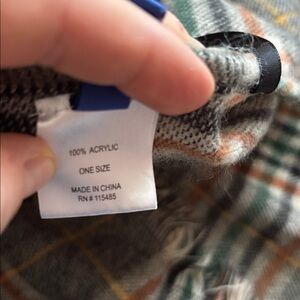 100% ACRYLIC
ONE SIZE
MADE IN CHINA
RN# 115485